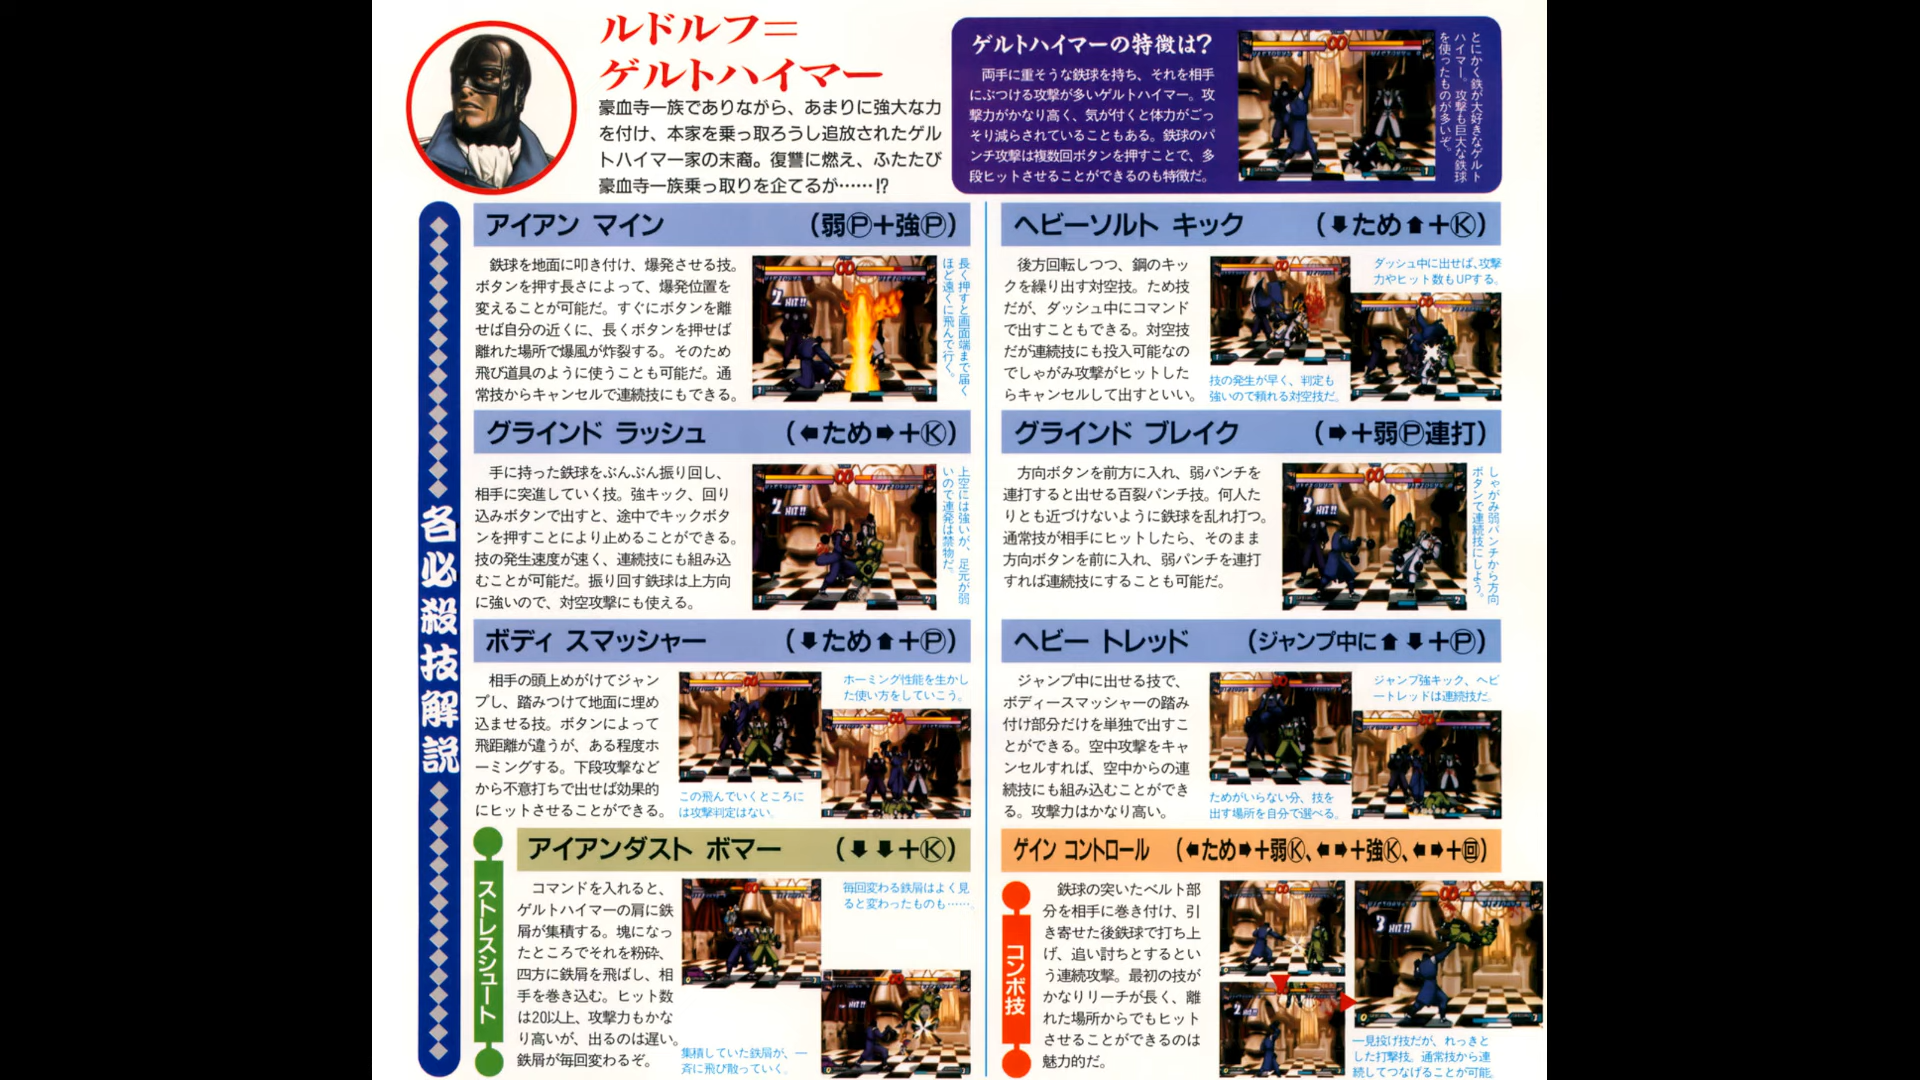 ルドルフ＝
ゲルトハイマー
豪血寺一族でありながら、あまりに強大な力
を付け、本家を乗っ取ろうし追放されたゲル
トハイマー家の末裔。復讐に燃え、ふたたび
豪血寺一族乗っ取りを企てるが……!?
ゲルトハイマーの特徴は?
両手に重そうな鉄球を持ち、それを相手
にぶつける攻撃が多いゲルトハイマー。攻
撃力がかなり高く、気が付くと体力がごっ
そり減らされていることもある。鉄球のパ
ンチ攻撃は複数回ボタンを押すことで、多
段ヒットさせることができるのも特徴だ。
とにかく鉄が大好きなゲルト
ハイマー。攻撃も巨大な鉄球
を使ったものが多いぞ。
各必殺技解説
アイアン マイン （弱Ⓟ＋強Ⓟ）
鉄球を地面に叩き付け、爆発させる技。
ボタンを押す長さによって、爆発位置を
変えることが可能だ。すぐにボタンを離
せば自分の近くに、長くボタンを押せば
離れた場所で爆風が炸裂する。そのため
飛び道具のように使うことも可能だ。通
常技からキャンセルで連続技にもできる。
2 HIT!!
長く押すと画面端まで届く
ほど遠くに飛んで行く。
グラインド ラッシュ （⬅ため➡＋Ⓚ）
手に持った鉄球をぶんぶん振り回し、
相手に突進していく技。強キック、回り
込みボタンで出すと、途中でキックボタ
ンを押すことにより止めることができる。
技の発生速度が速く、連続技にも組み込
むことが可能だ。振り回す鉄球は上方向
に強いので、対空攻撃にも使える。
2 HIT!!
上空には強いが、足元が弱
いので連発は禁物だ。
ボディ スマッシャー （⬇ため⬆＋Ⓟ）
相手の頭上めがけてジャン
プし、踏みつけて地面に埋め
込ませる技。ボタンによって
飛距離が違うが、ある程度ホ
ーミングする。下段攻撃など
から不意打ちで出せば効果的
にヒットさせることができる。
ホーミング性能を生かし
た使い方をしていこう。
この飛んでいくところに
は攻撃判定はない。
ストレスシュート
アイアンダスト ボマー （⬇⬇＋Ⓚ）
コマンドを入れると、
ゲルトハイマーの肩に鉄
屑が集積する。塊になっ
たところでそれを粉砕、
四方に鉄屑を飛ばし、相
手を巻き込む。ヒット数
は20以上、攻撃力もかな
り高いが、出るのは遅い。
鉄屑が毎回変わるぞ。
毎回変わる鉄屑はよく見
ると変わったものも……。
集積していた鉄屑が、一
斉に飛び散っていく。
ヘビーソルト キック （⬇ため⬆＋Ⓚ）
後方回転しつつ、鋼のキッ
クを繰り出す対空技。ため技
だが、ダッシュ中にコマンド
で出すこともできる。対空技
だが連続技にも投入可能なの
でしゃがみ攻撃がヒットした
らキャンセルして出すといい。
ダッシュ中に出せば、攻撃
力やヒット数もUPする。
技の発生が早く、判定も
強いので頼れる対空技だ。
グラインド ブレイク （➡＋弱Ⓟ連打）
方向ボタンを前方に入れ、弱パンチを
連打すると出せる百裂パンチ技。何人た
りとも近づけないように鉄球を乱れ打つ。
通常技が相手にヒットしたら、そのまま
方向ボタンを前に入れ、弱パンチを連打
すれば連続技にすることも可能だ。
3 HIT!!
しゃがみ弱パンチから方向
ボタンで連続技にしよう。
ヘビー トレッド （ジャンプ中に⬆⬇＋Ⓟ）
ジャンプ中に出せる技で、
ボディースマッシャーの踏み
付け部分だけを単独で出すこ
とができる。空中攻撃をキャ
ンセルすれば、空中からの連
続技にも組み込むことができ
る。攻撃力はかなり高い。
ジャンプ強キック、ヘビ
ートレッドは連続技だ。
ためがいらない分、技を
出す場所を自分で選べる。
ゲイン コントロール （⬅ため➡＋弱Ⓚ、⬅➡＋強Ⓚ、⬅➡＋回）
コンボ技
鉄球の突いたベルト部
分を相手に巻き付け、引
き寄せた後鉄球で打ち上
げ、追い討ちとするとい
う連続攻撃。最初の技が
かなりリーチが長く、離
れた場所からでもヒット
させることができるのは
魅力的だ。
3 HIT!!
2 HIT!!
一見投げ技だが、れっきと
した打撃技。通常技から連
続してつなげることが可能。